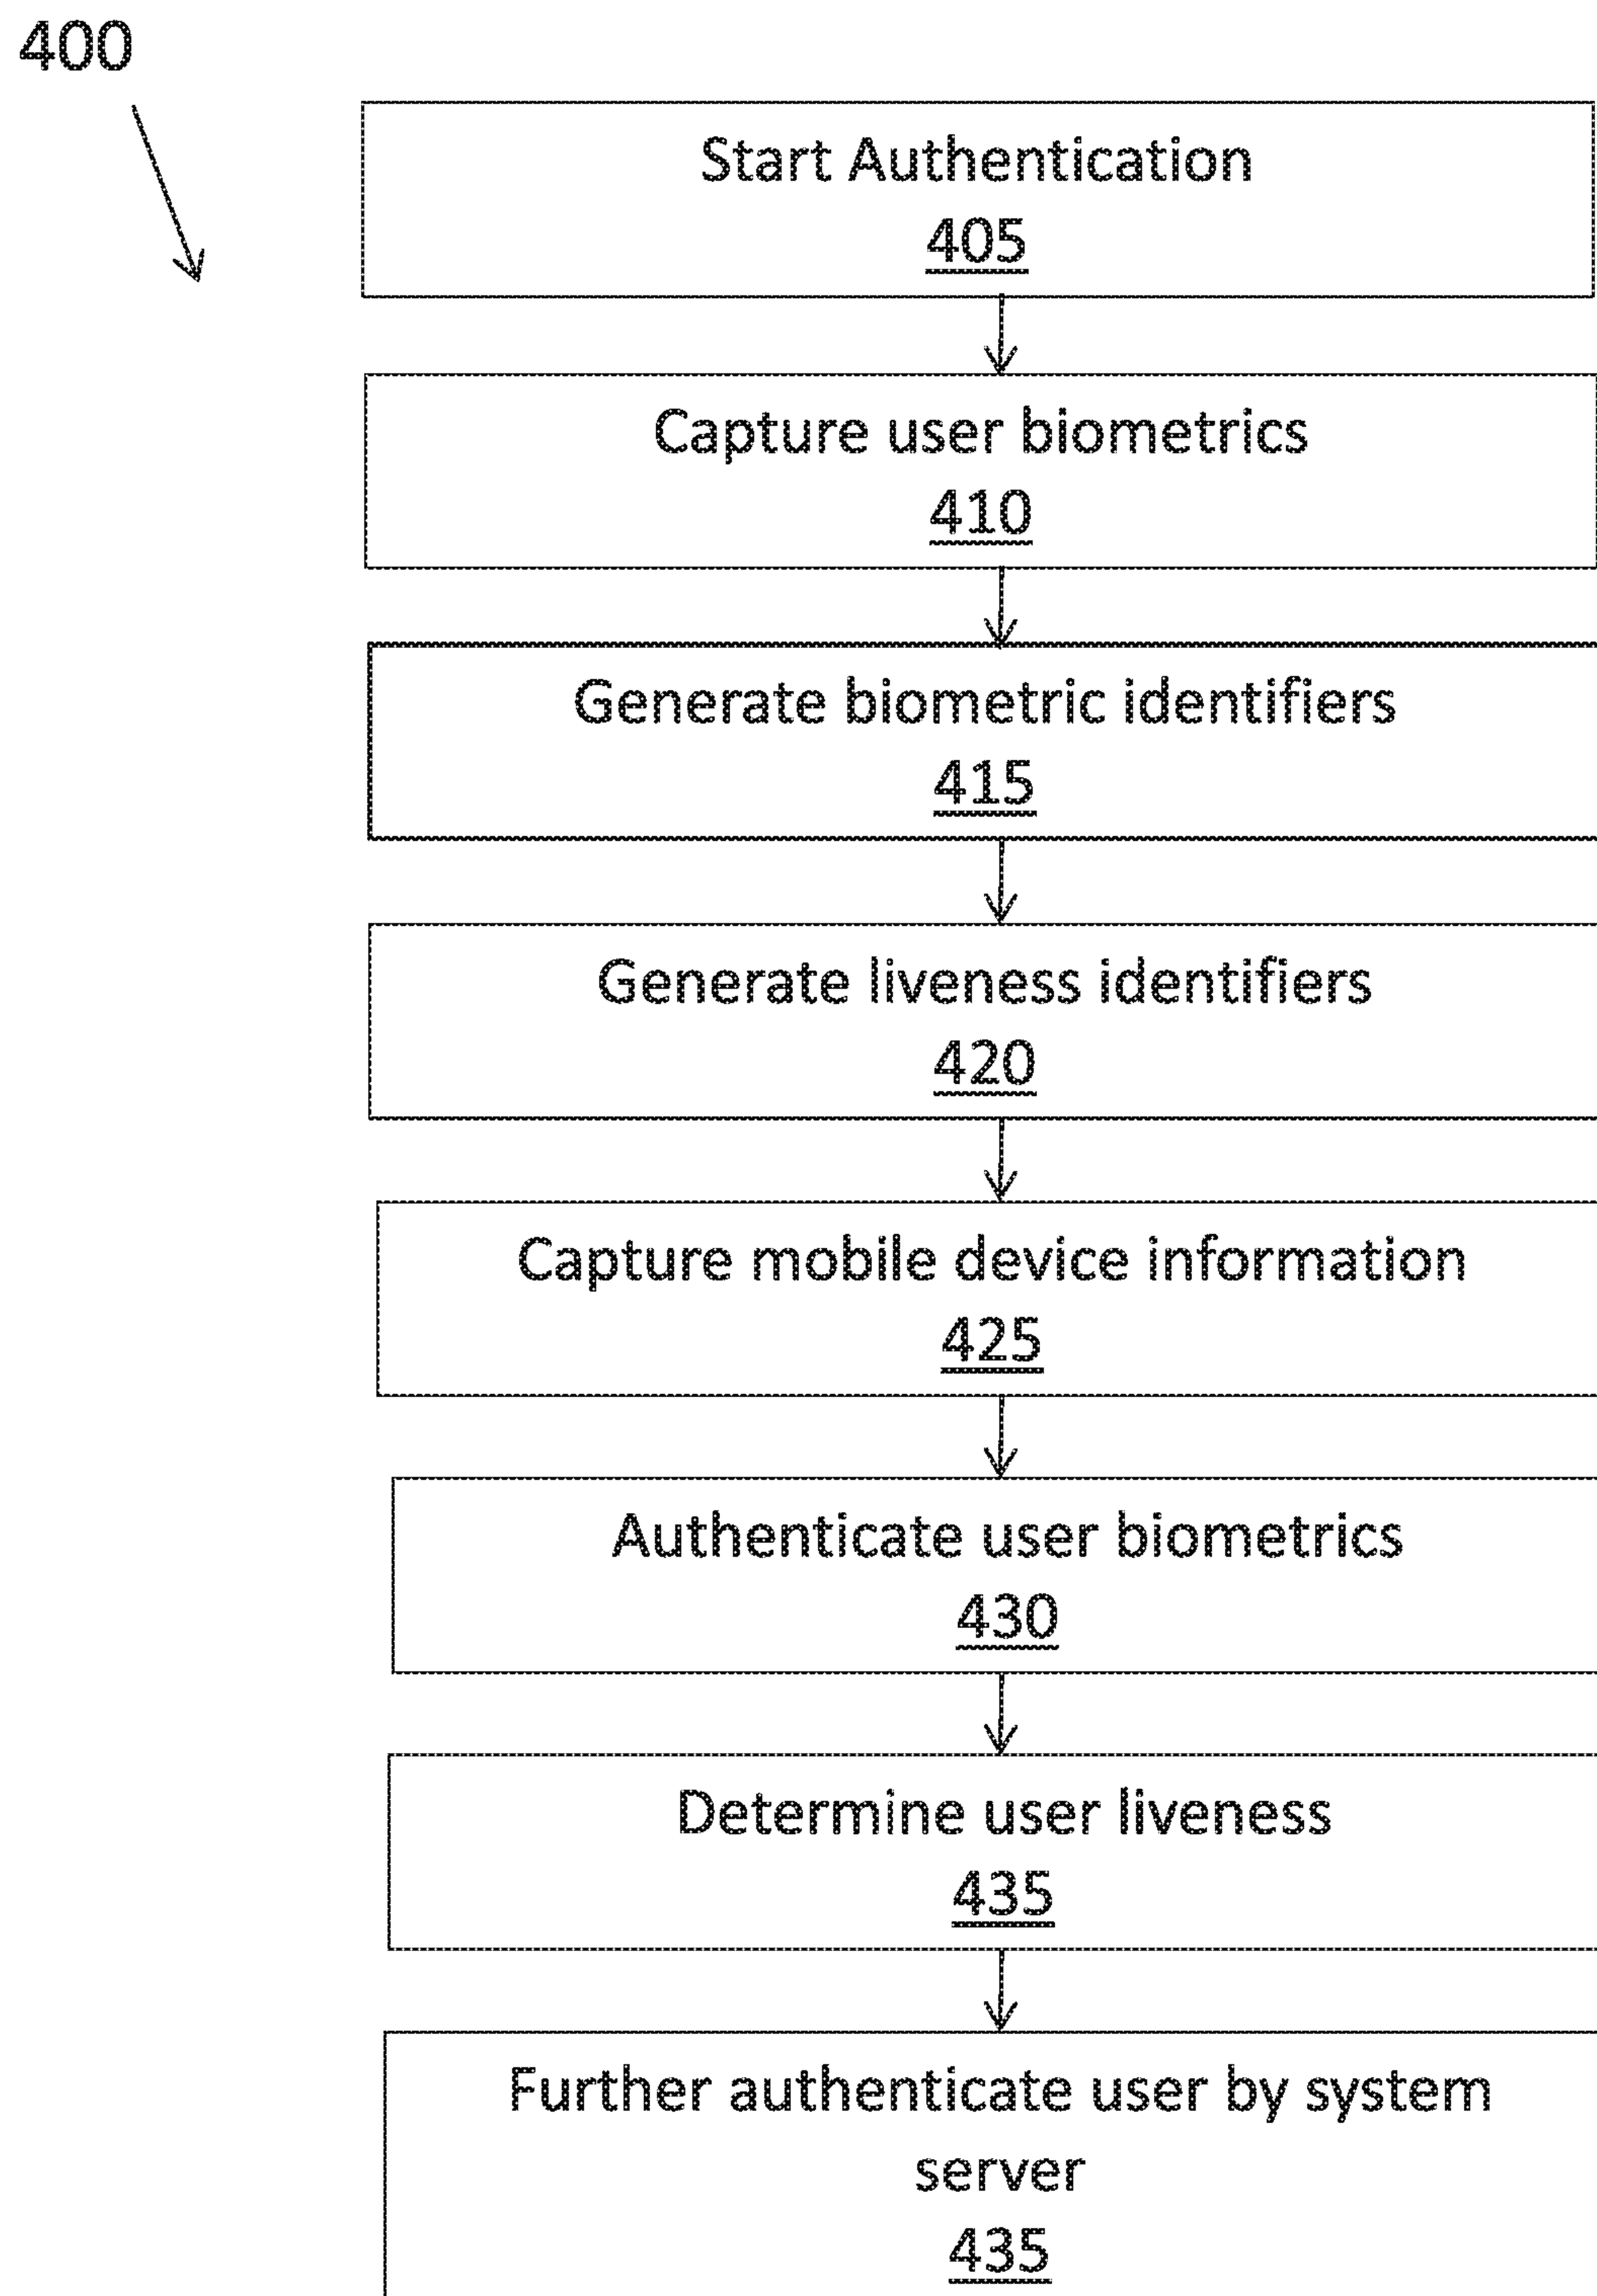 400
Start Authentication
405
Capture user biometrics
410
Generate biometric identifiers
415
Generate liveness identifiers
420
Capture mobile device information
425
Authenticate user biometrics
430
Determine user liveness
435
Further authenticate user by system
server
435